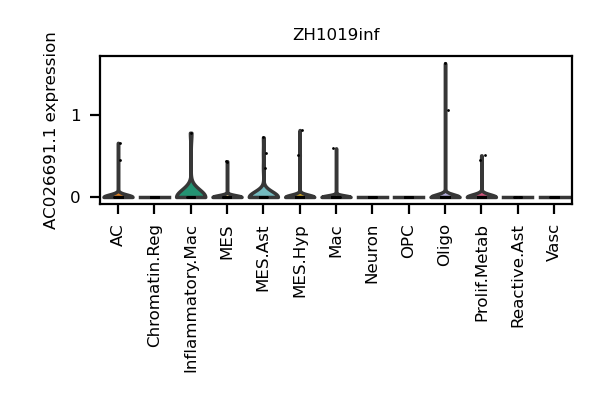 ZH1019inf
AC026691.1 expression
1
0
AC
Chromatin.Reg
Inflammatory.Mac
MES
MES.Ast
MES.Hyp
Mac
Neuron
OPC
Oligo
Prolif.Metab
Reactive.Ast
Vasc